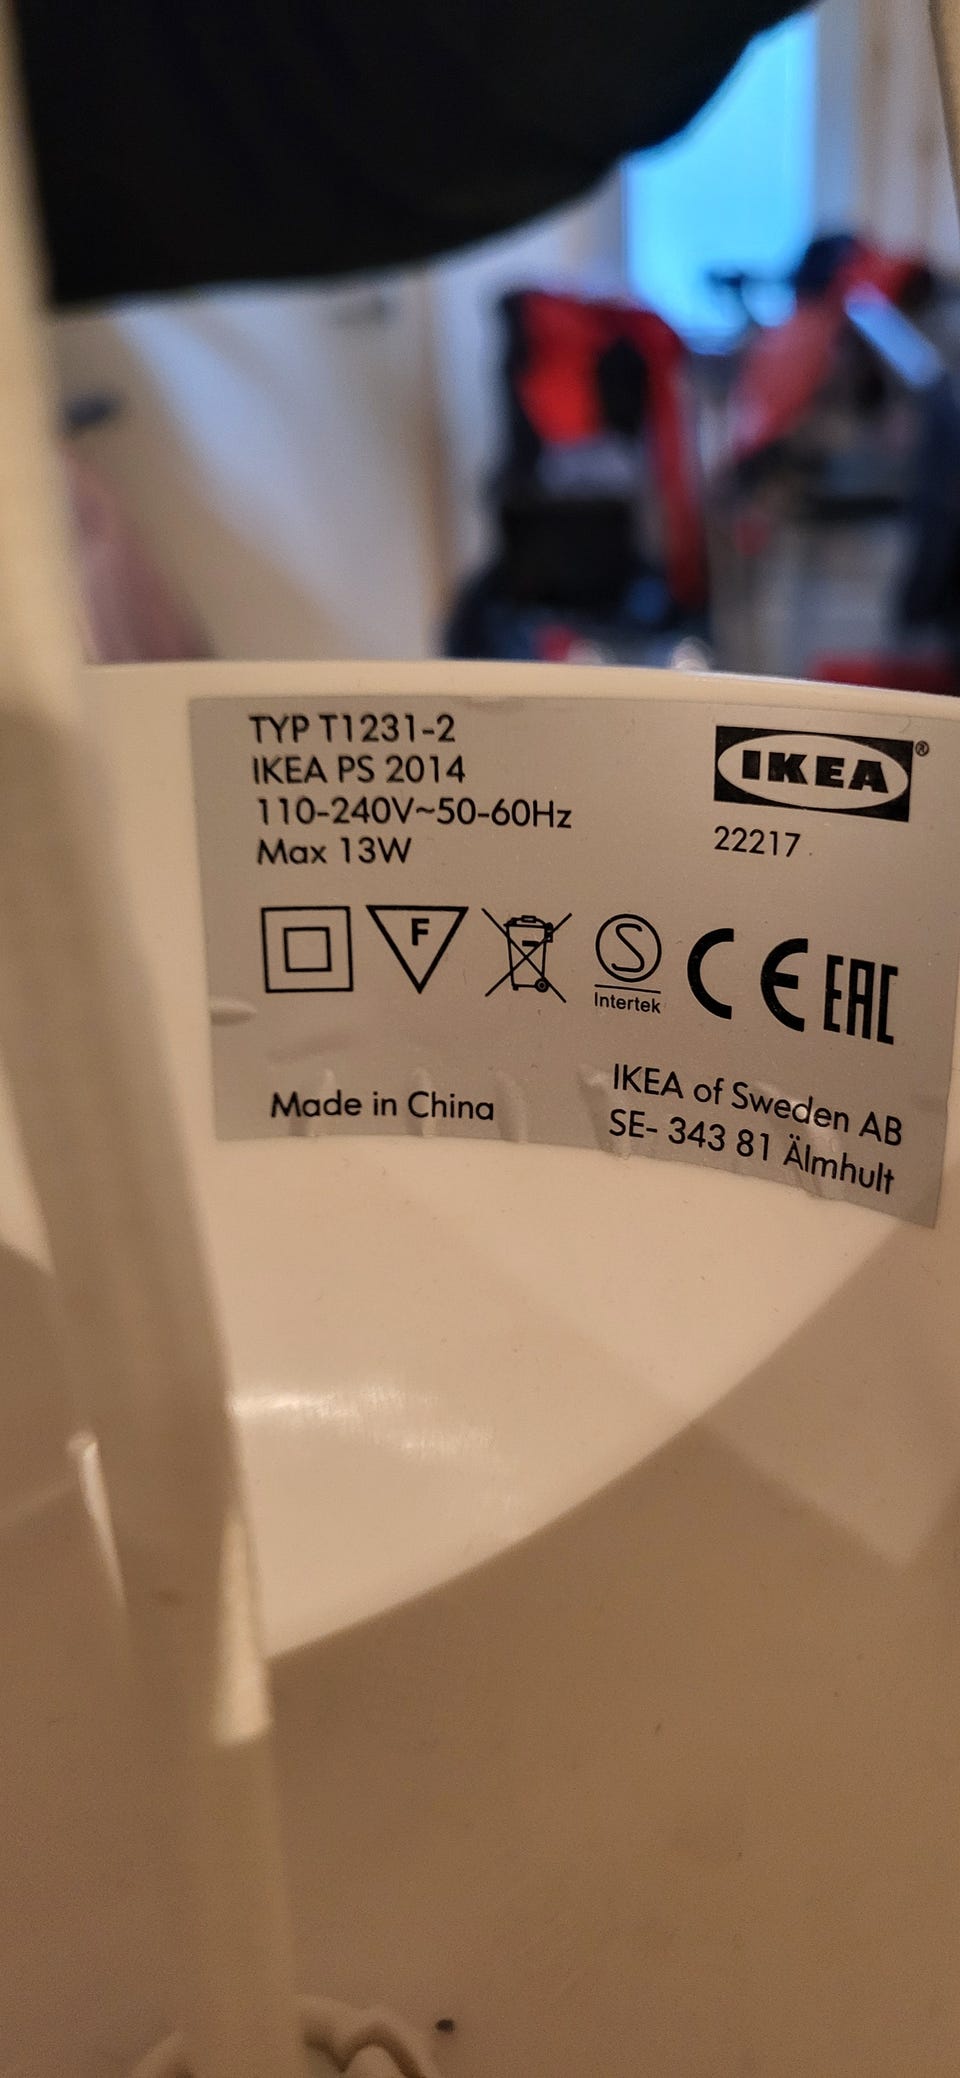 TYP T1231-2
IKEA PS 2014
110-240V~50-60Hz
Max 13W
IKEA®
22217
F
S
Intertek
CE
EAC
Made in China
IKEA of Sweden AB
SE- 343 81 Älmhult